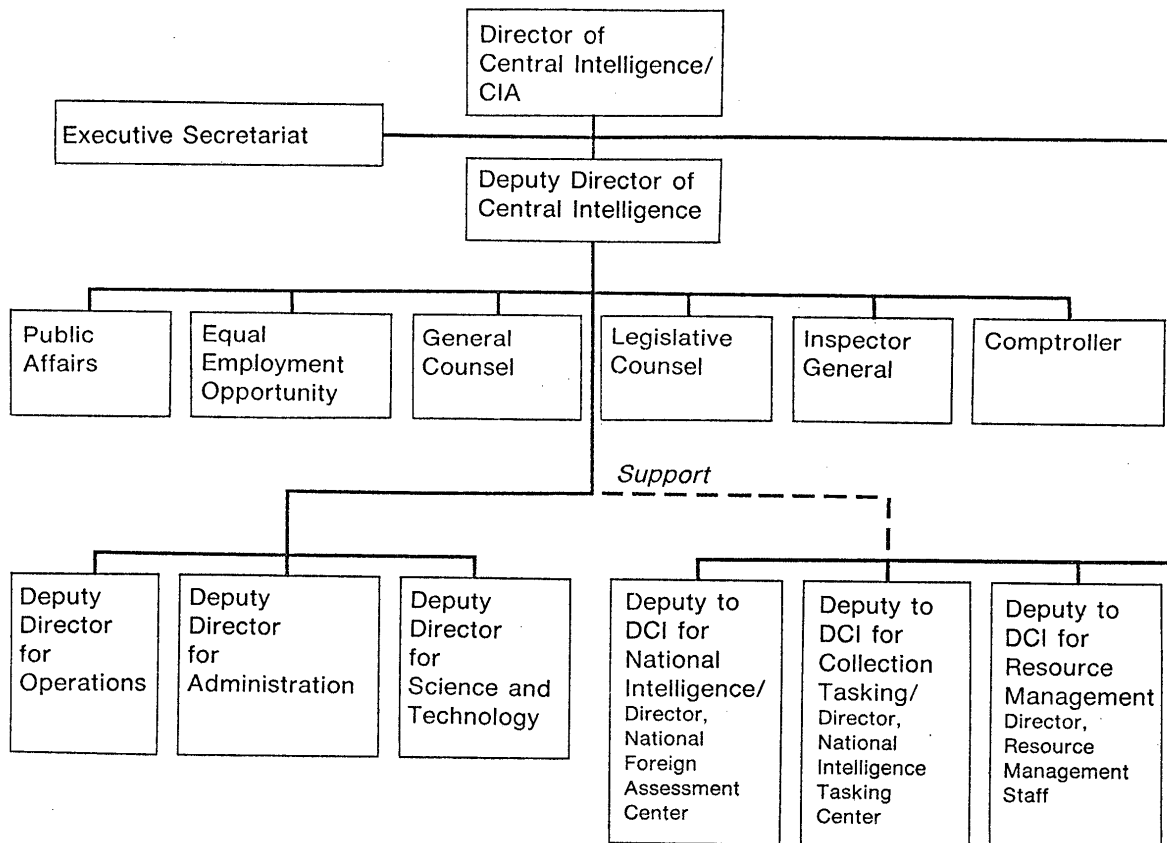 Director of
Central Intelligence/
CIA
Executive Secretariat
Deputy Director of
Central Intelligence
Public
Affairs
Equal
Employment
Opportunity
General
Counsel
Legislative
Counsel
Inspector
General
Comptroller
Support
Deputy
Director
for
Operations
Deputy
Director
for
Administration
Deputy
Director
for
Science and
Technology
Deputy to
DCI for
National
Intelligence/
Director,
National
Foreign
Assessment
Center
Deputy to
DCI for
Collection
Tasking/
Director,
National
Intelligence
Tasking
Center
Deputy to
DCI for
Resource
Management
Director,
Resource
Management
Staff